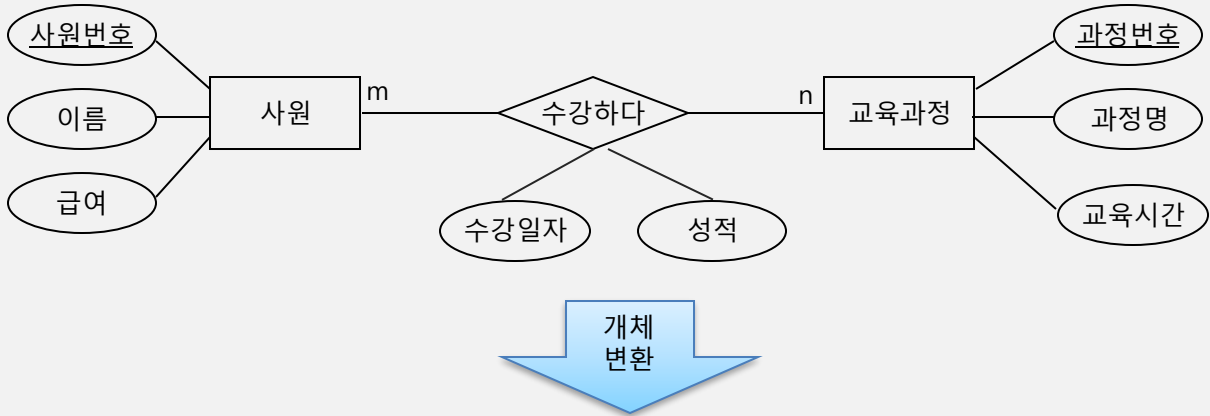 사원번호
과정번호
m
n
이름
사원
수강하다
교육과정
과정명
급여
수강일자
성적
교육시간
개체
변환